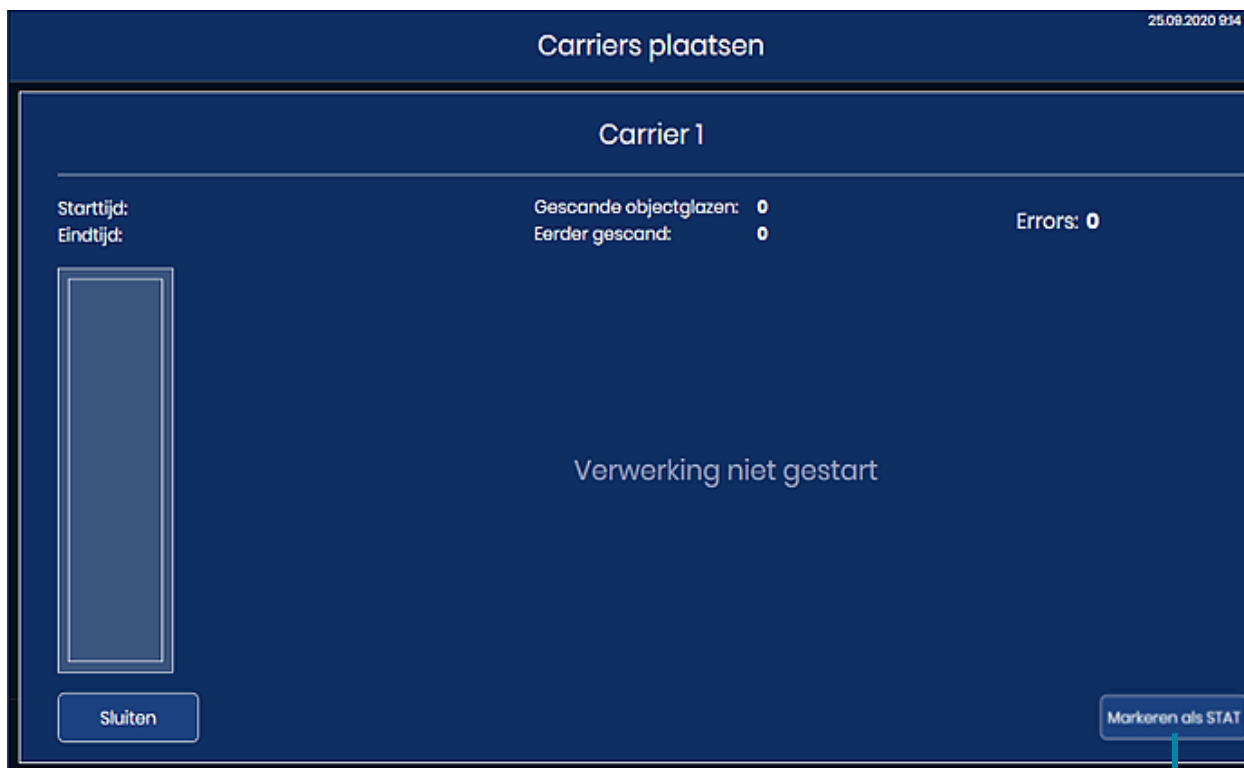 25.09.2020 9:14
Carriers plaatsen
Carrier 1
Starttijd:
Eindtijd:
Gescande objectglazen: 0
Eerder gescand: 0
Errors: 0
Verwerking niet gestart
Sluiten
Markeren als STAT